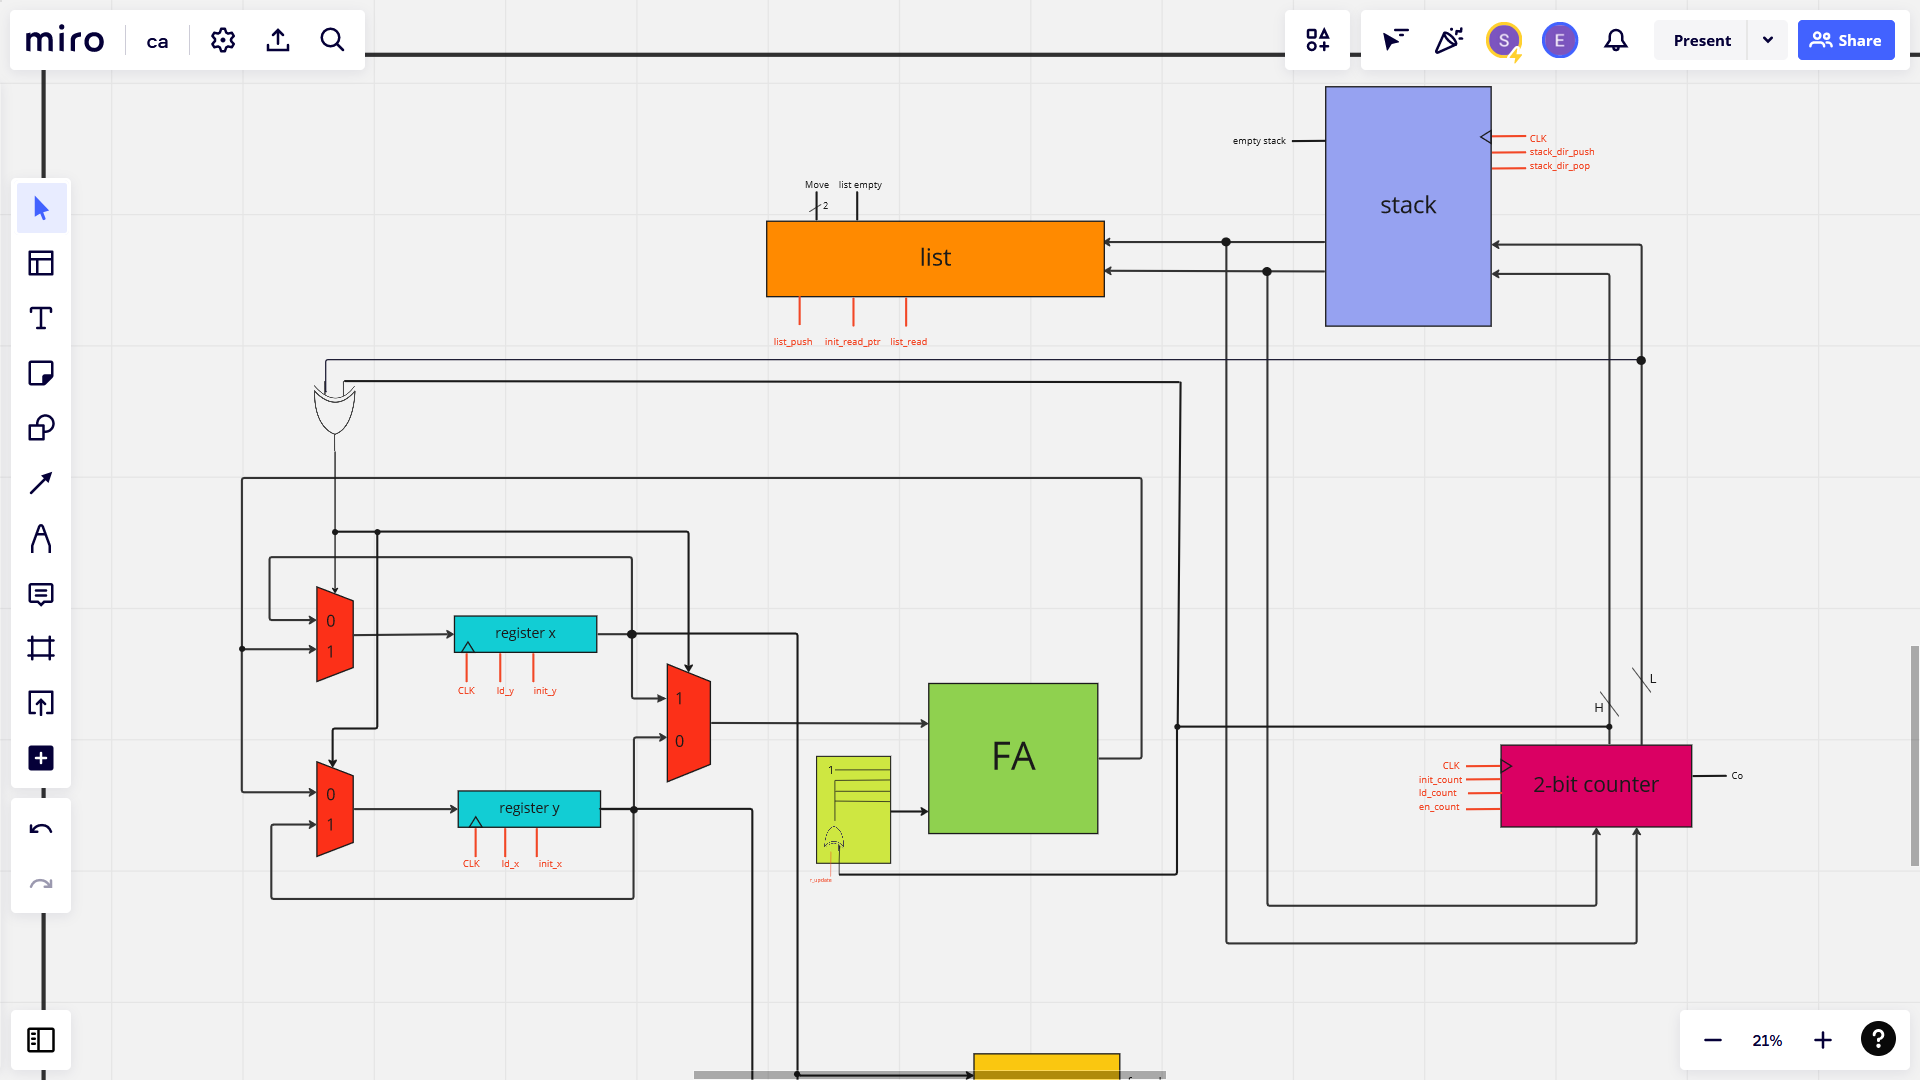 miro
ca
S
E
Present
Share
empty stack
CLK
stack_dir_push
stack_dir_pop
stack
Move
list empty
2
list
list_push
init_read_ptr
list_read
0
1
register x
CLK
ld_y
init_y
1
0
FA
L
H
1
r_update
0
1
register y
CLK
ld_x
init_x
CLK
init_count
ld_count
en_count
2-bit counter
Co
21%
?